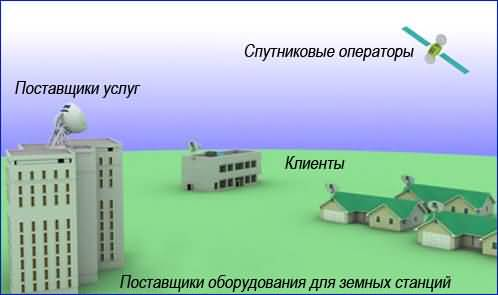 Спутниковые операторы
Поставщики услуг
Клиенты
Поставщики оборудования для земных станций